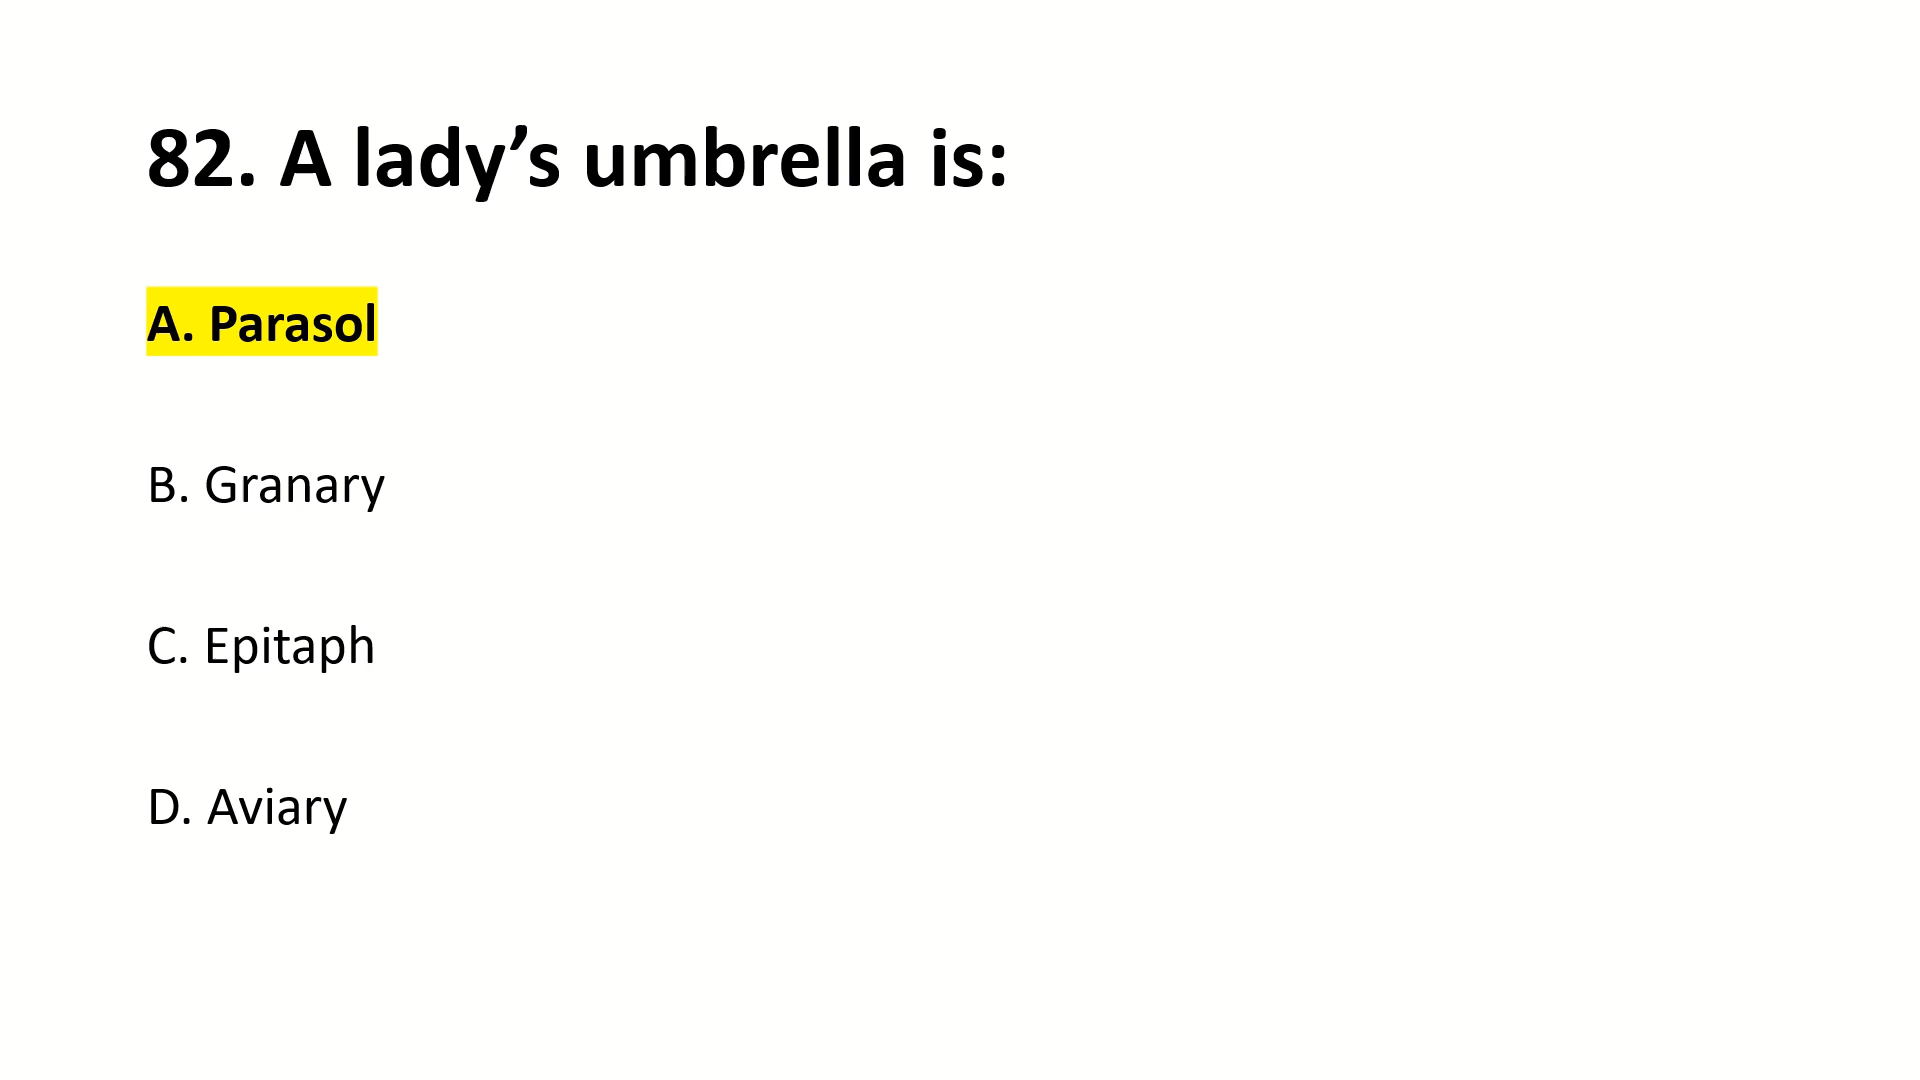 82. A lady’s umbrella is:
A. Parasol
B. Granary
C. Epitaph
D. Aviary